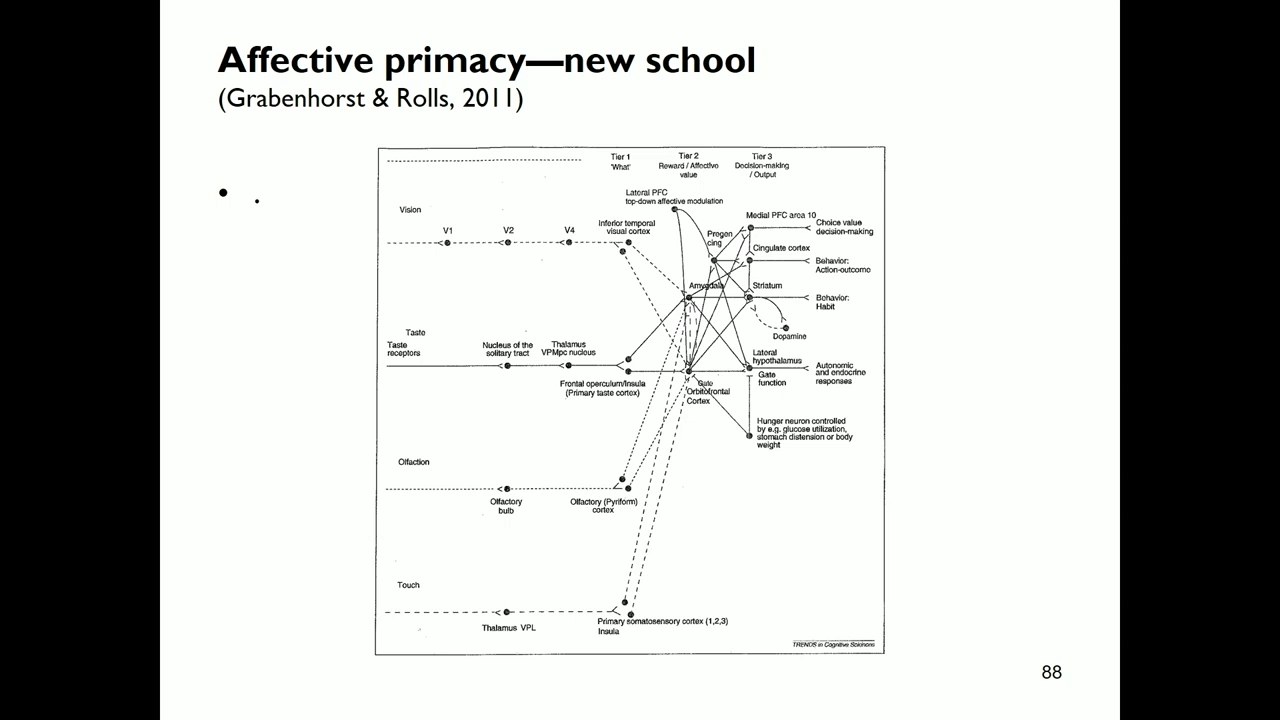 Affective primacy—new school
(Grabenhorst & Rolls, 2011)
Tier 1
'What'
Tier 2
Reward / Affective
value
Tier 3
Decision-making
/ Output
Lateral PFC
top-down affective modulation
Vision
V1
V2
V4
Inferior temporal
visual cortex
Pregen
cing
Medial PFC area 10
Choice value
decision-making
Cingulate cortex
Behavior:
Action-outcome
Amygdala
Striatum
Behavior:
Habit
Dopamine
Taste
Taste
receptors
Nucleus of the
solitary tract
Thalamus
VPMpc nucleus
Frontal operculum/Insula
(Primary taste cortex)
Gate
Orbitofrontal
Cortex
Lateral
hypothalamus
Gate
function
Autonomic
and endocrine
responses
Hunger neuron controlled
by e.g. glucose utilization,
stomach distension or body
weight
Olfaction
Olfactory
bulb
Olfactory (Pyriform)
cortex
Touch
Thalamus VPL
Primary somatosensory cortex (1,2,3)
Insula
TRENDS in Cognitive Sciences
88